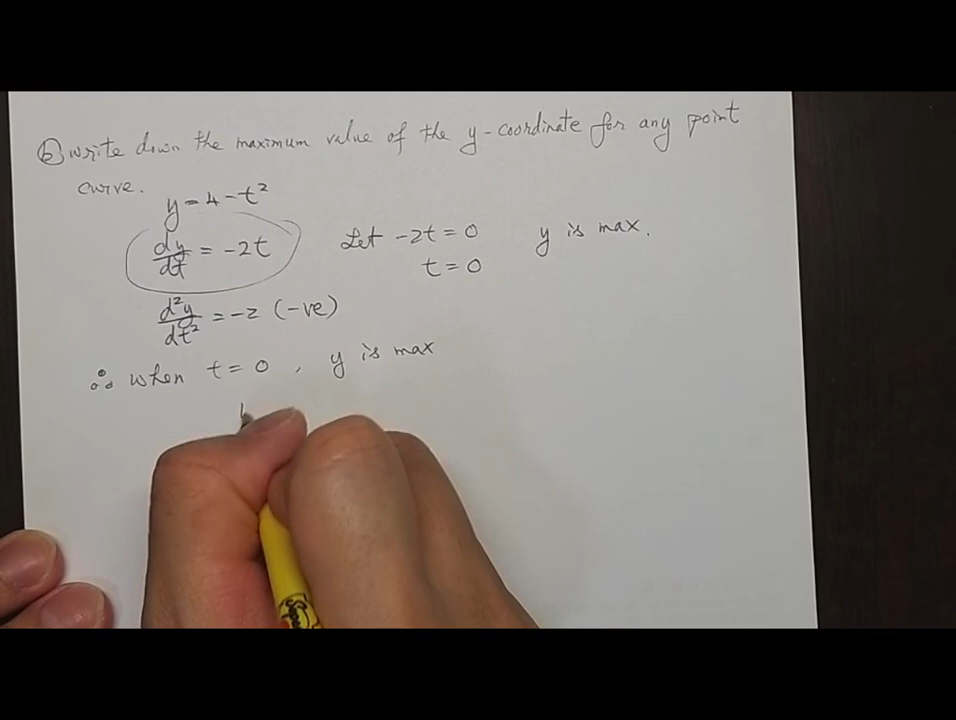 (b) Write down the maximum value of the y-coordinate for any point
curve.
y = 4 - t²
dy/dt = -2t
Let -2t = 0 y is max.
t = 0
d²y/dt² = -2 (-ve)
∴ when t = 0 , y is max